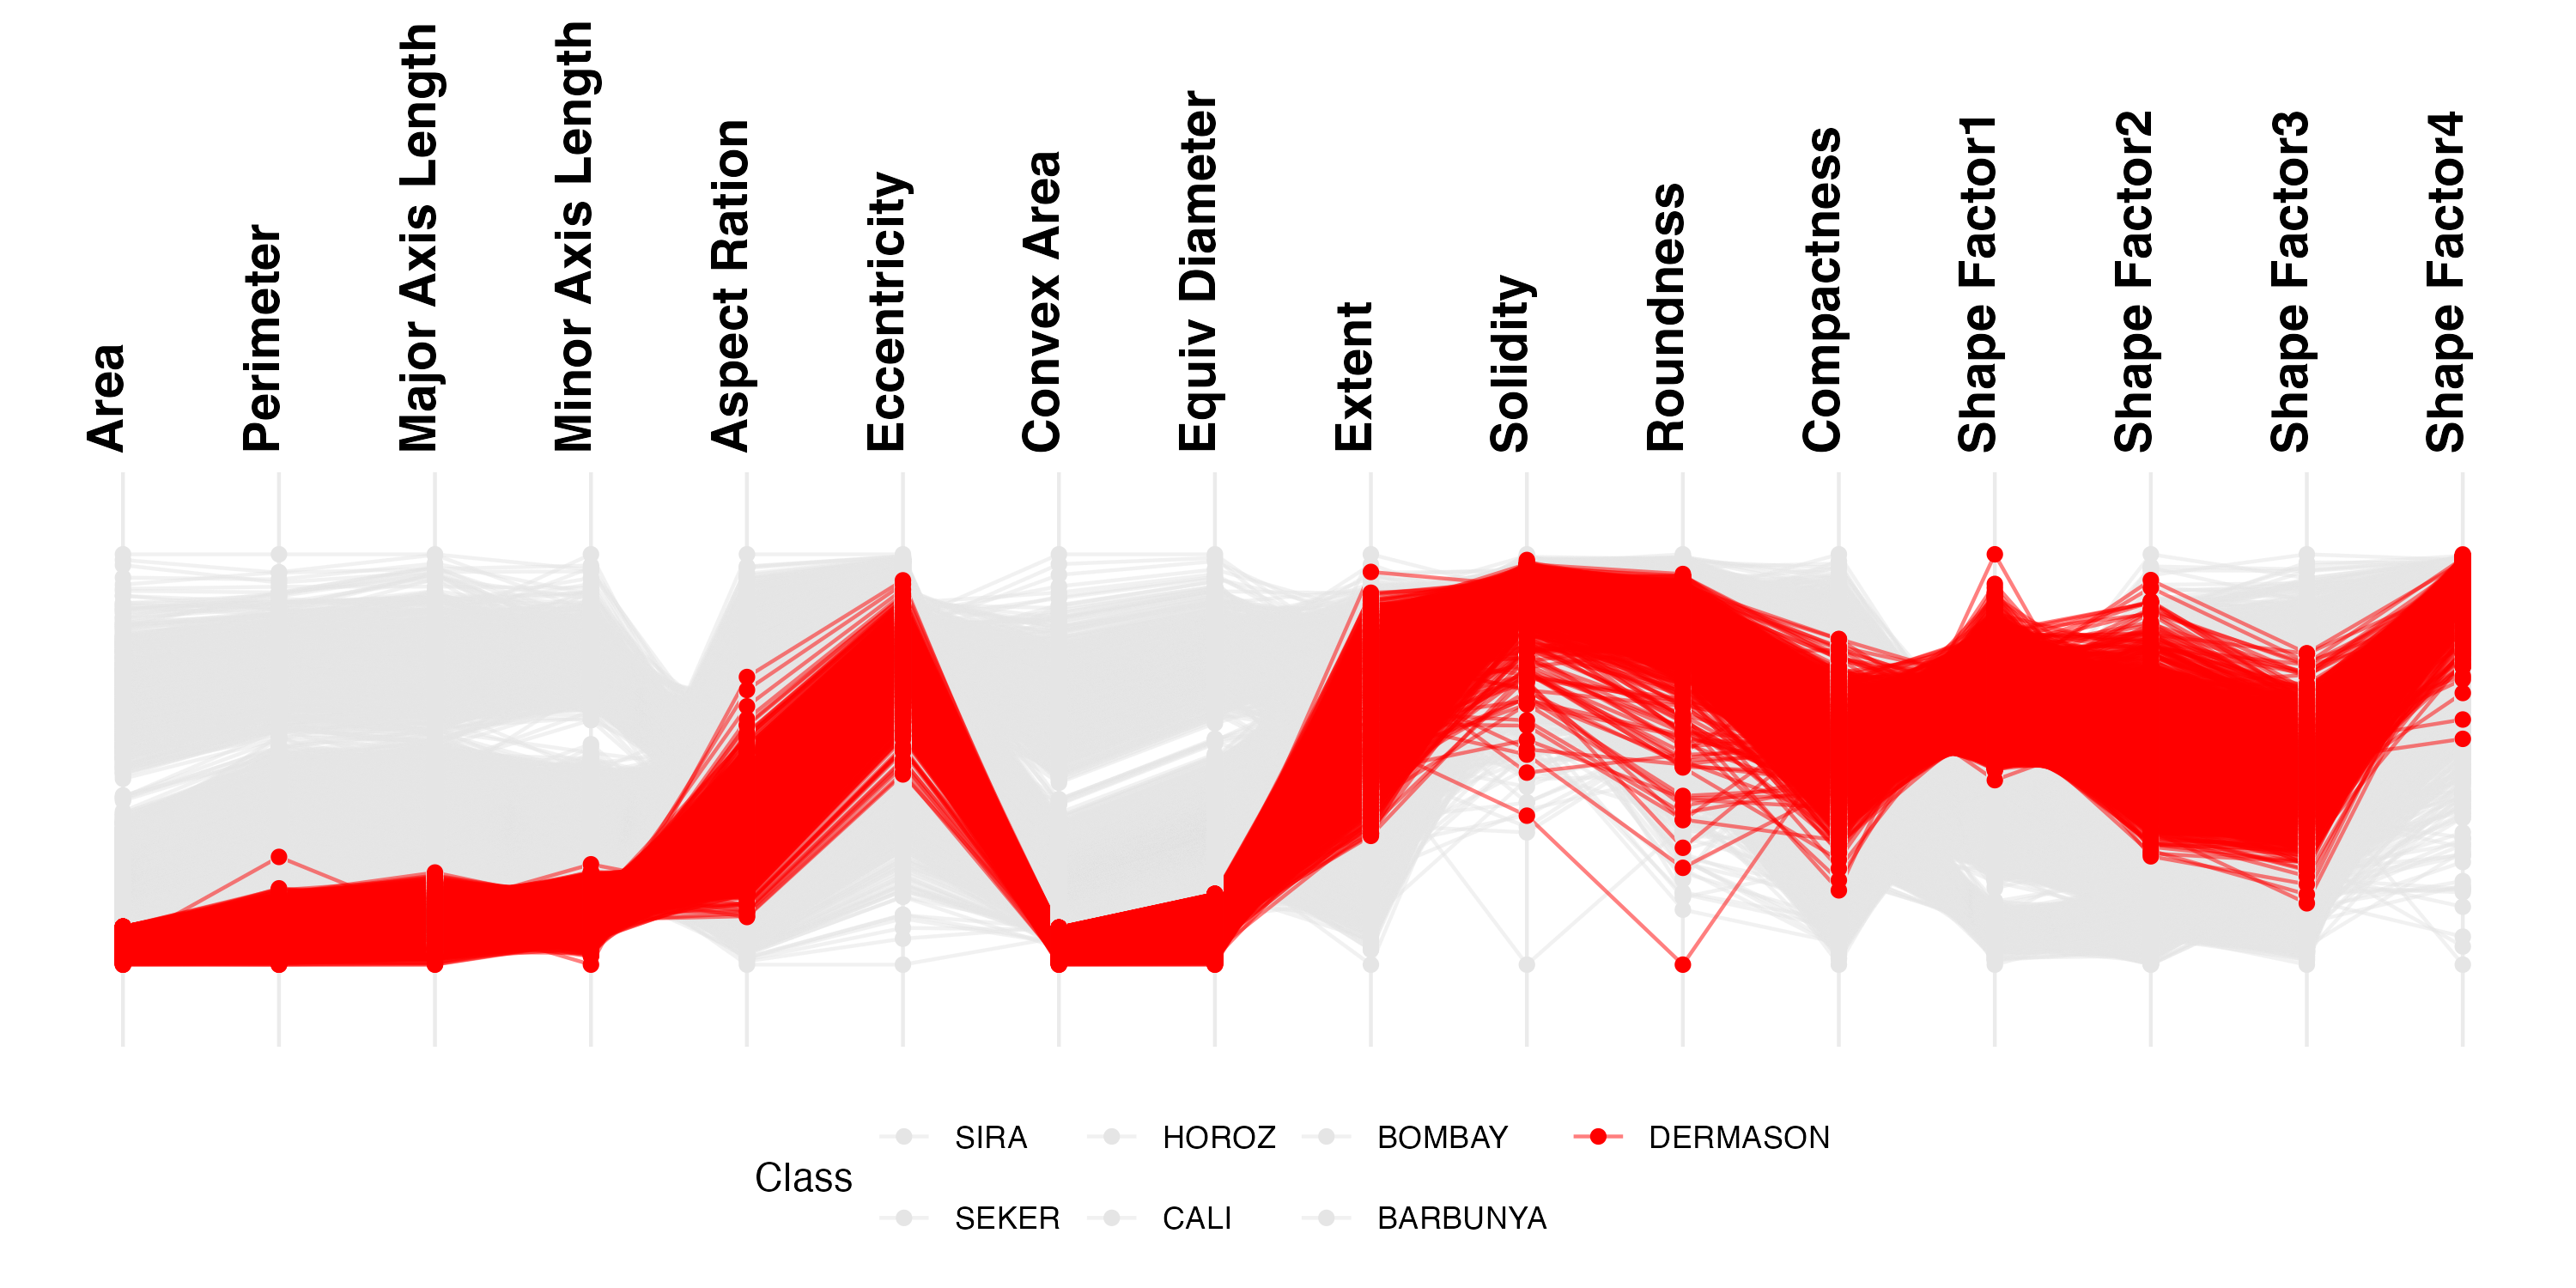 Area
Perimeter
Major Axis Length
Minor Axis Length
Aspect Ration
Eccentricity
Convex Area
Equiv Diameter
Extent
Solidity
Roundness
Compactness
Shape Factor1
Shape Factor2
Shape Factor3
Shape Factor4
Class
SIRA HOROZ BOMBAY DERMASON
SEKER CALI BARBUNYA